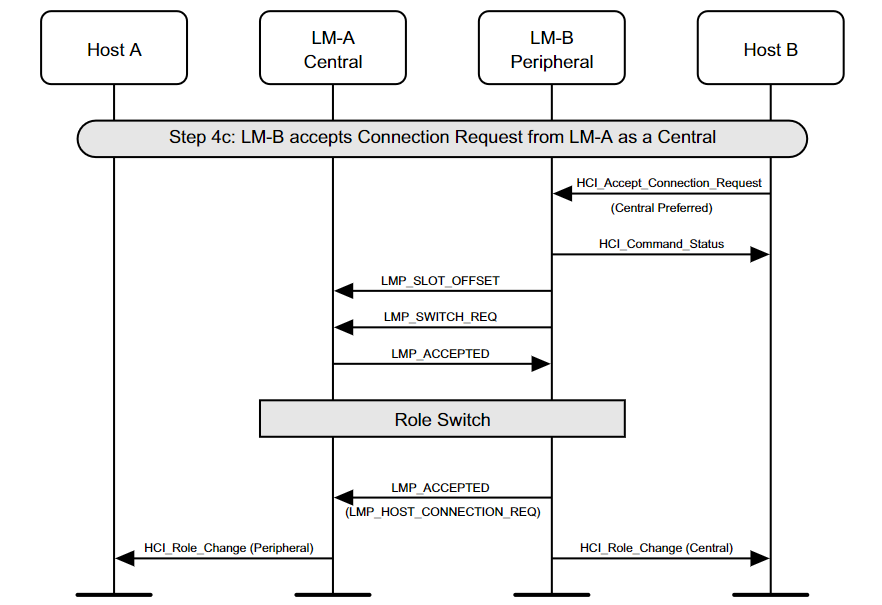 Host A
LM-A
Central
LM-B
Peripheral
Host B
Step 4c: LM-B accepts Connection Request from LM-A as a Central
HCI_Accept_Connection_Request
(Central Preferred)
HCI_Command_Status
LMP_SLOT_OFFSET
LMP_SWITCH_REQ
LMP_ACCEPTED
Role Switch
LMP_ACCEPTED
(LMP_HOST_CONNECTION_REQ)
HCI_Role_Change (Peripheral)
HCI_Role_Change (Central)